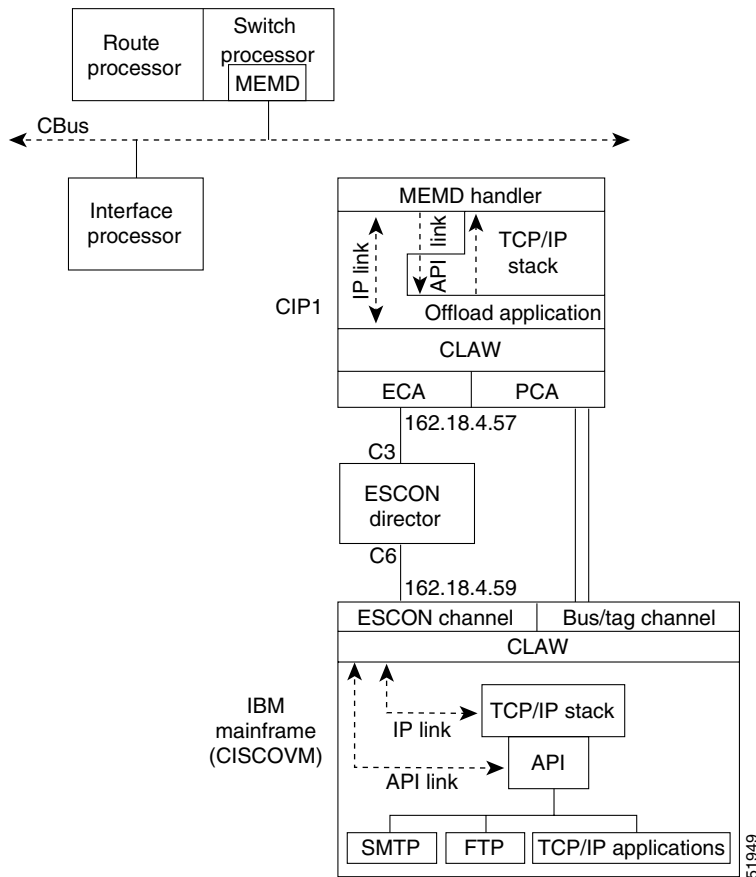 Route
processor
Switch
processor
MEMD
CBus
Interface
processor
MEMD handler
IP link
API link
TCP/IP
stack
Offload application
CIP1
CLAW
ECA
PCA
162.18.4.57
C3
ESCON
director
C6
162.18.4.59
ESCON channel
Bus/tag channel
CLAW
IBM
mainframe
(CISCOVM)
TCP/IP stack
IP link
API
API link
SMTP
FTP
TCP/IP applications
51949